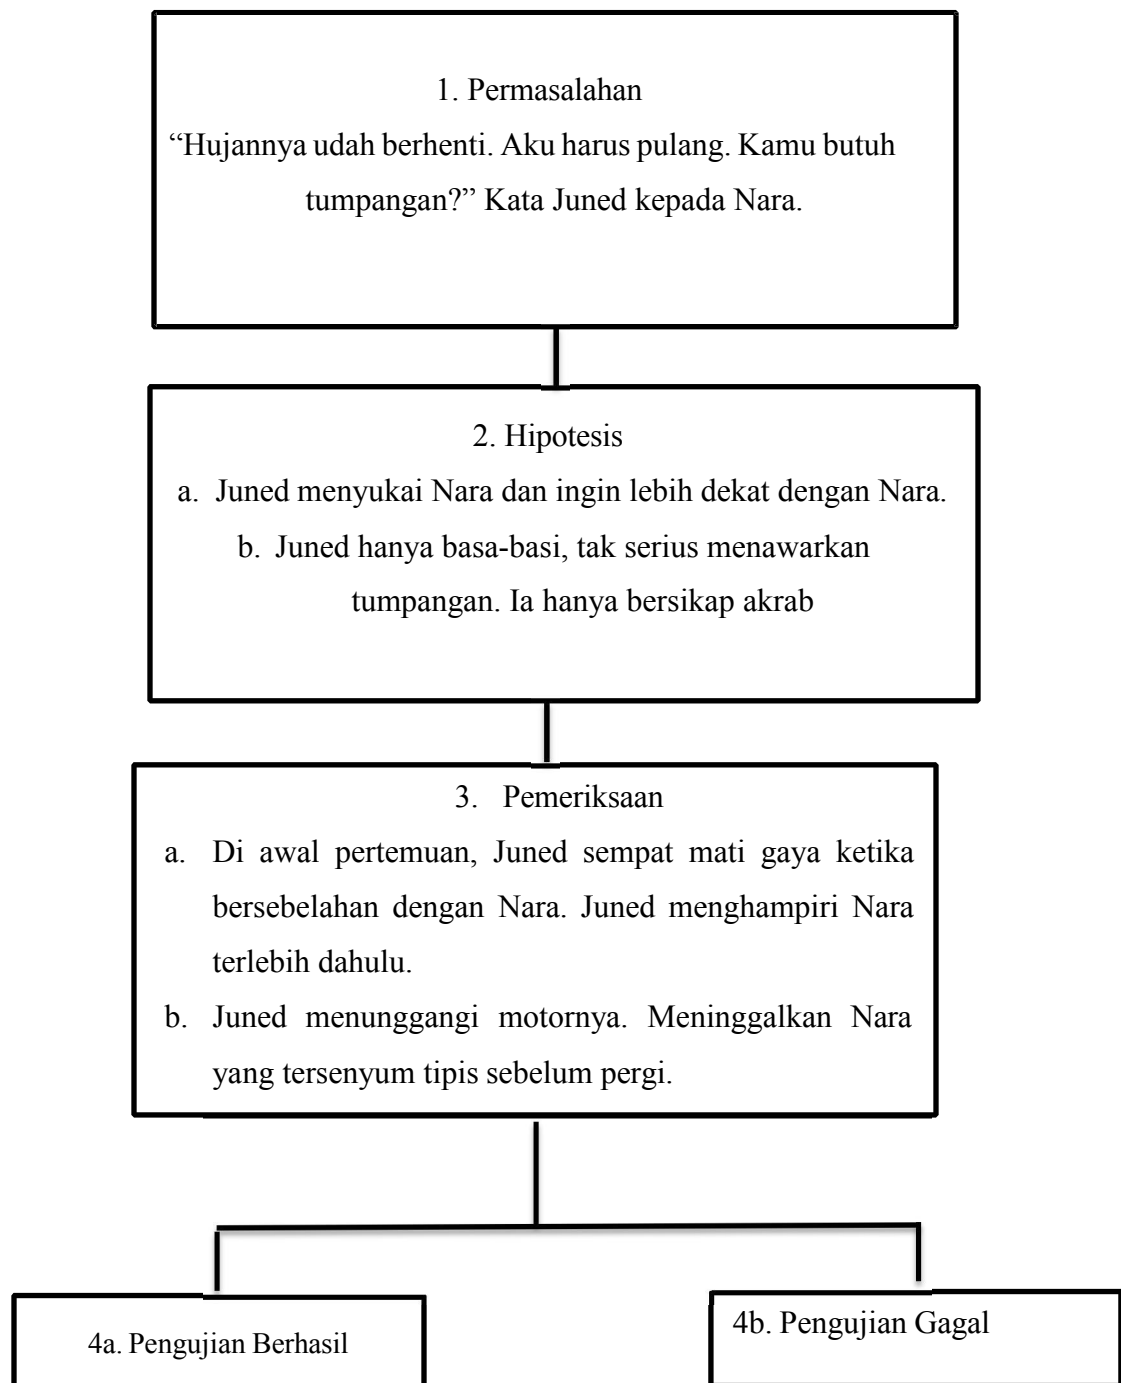 1. Permasalahan
“Hujannya udah berhenti. Aku harus pulang. Kamu butuh
tumpangan?” Kata Juned kepada Nara.
2. Hipotesis
a. Juned menyukai Nara dan ingin lebih dekat dengan Nara.
b. Juned hanya basa-basi, tak serius menawarkan
tumpangan. Ia hanya bersikap akrab
3. Pemeriksaan
a. Di awal pertemuan, Juned sempat mati gaya ketika
bersebelahan dengan Nara. Juned menghampiri Nara
terlebih dahulu.
b. Juned menunggangi motornya. Meninggalkan Nara
yang tersenyum tipis sebelum pergi.
4a. Pengujian Berhasil
4b. Pengujian Gagal